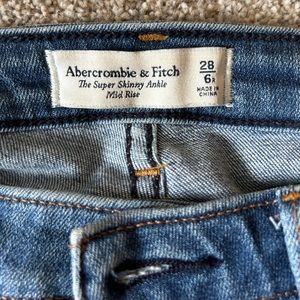 Abercrombie & Fitch
The Super Skinny Ankle
Mid Rise
28
6R
MADE IN
CHINA